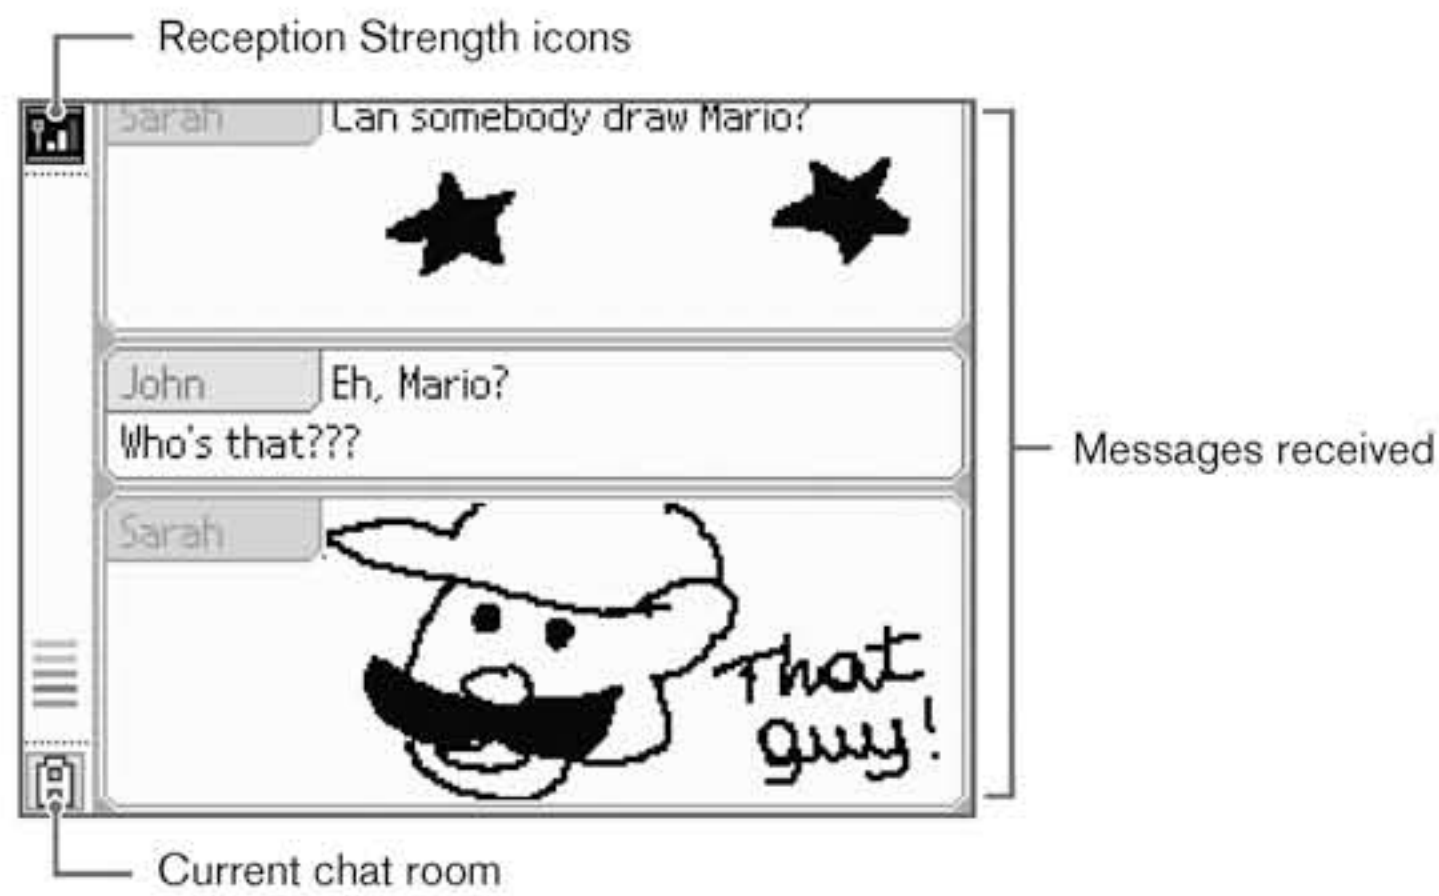 Reception Strength icons
Sarah Can somebody draw Mario?
John Eh, Mario?
Who's that???
Sarah
That
guy!
Messages received
Current chat room